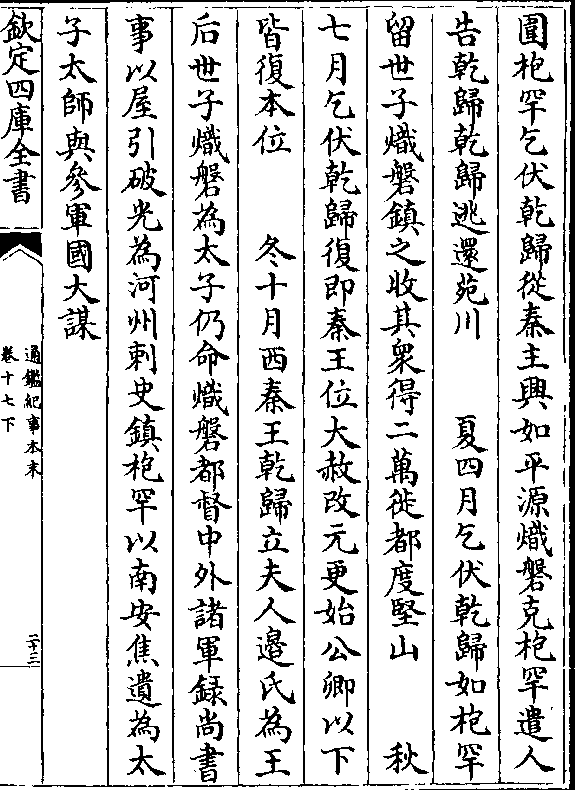 圍枹罕乞伏乾歸從秦主興如平源熾磐克枹罕遣人
告乾歸乾歸逃還苑川　夏四月乞伏乾歸如枹罕
留世子熾磐鎮之收其衆得二萬徙都度堅山　秋
七月乞伏乾歸復即秦王位大赦改元更始公卿以下
皆復本位　冬十月西秦王乾歸立夫人邉氏為王
后世子熾磐為太子仍命熾磐都督中外諸軍録尚書
事以屋引破光為河州刺史鎮枹罕以南安焦遺為太
子太師與參軍國大謀
欽定四庫全書
通鑑紀事本末
卷十七下
二十三